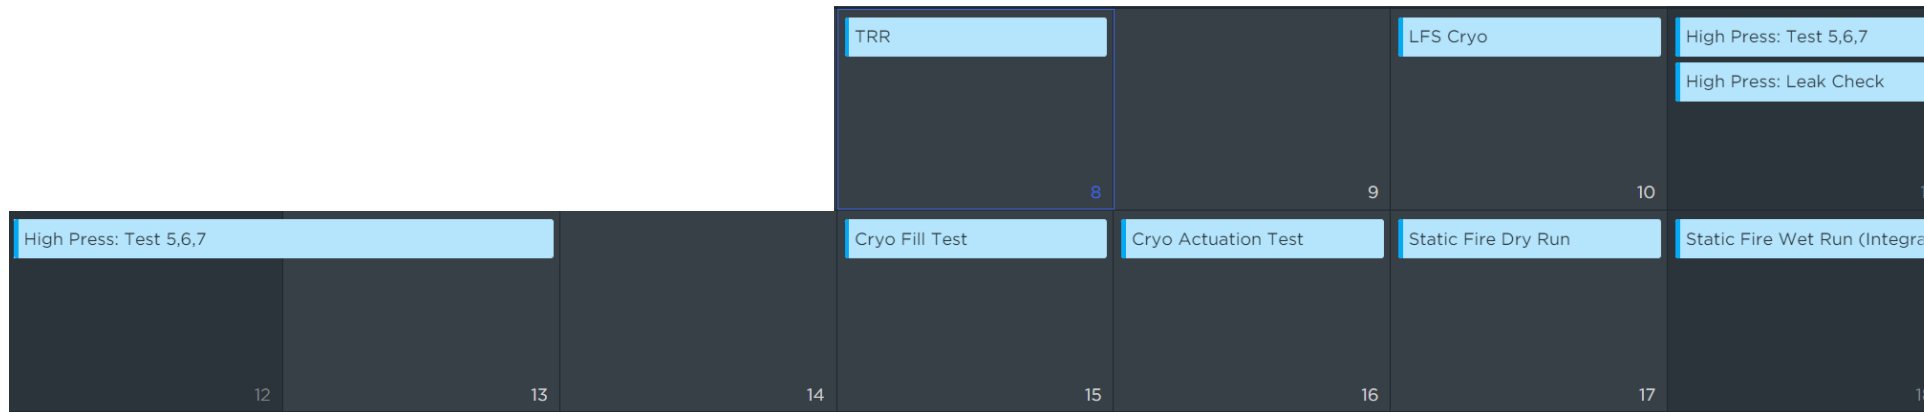 TRR
LFS Cryo
High Press: Test 5,6,7
High Press: Leak Check
8
9
10
High Press: Test 5,6,7
Cryo Fill Test
Cryo Actuation Test
Static Fire Dry Run
Static Fire Wet Run
12
13
14
15
16
17